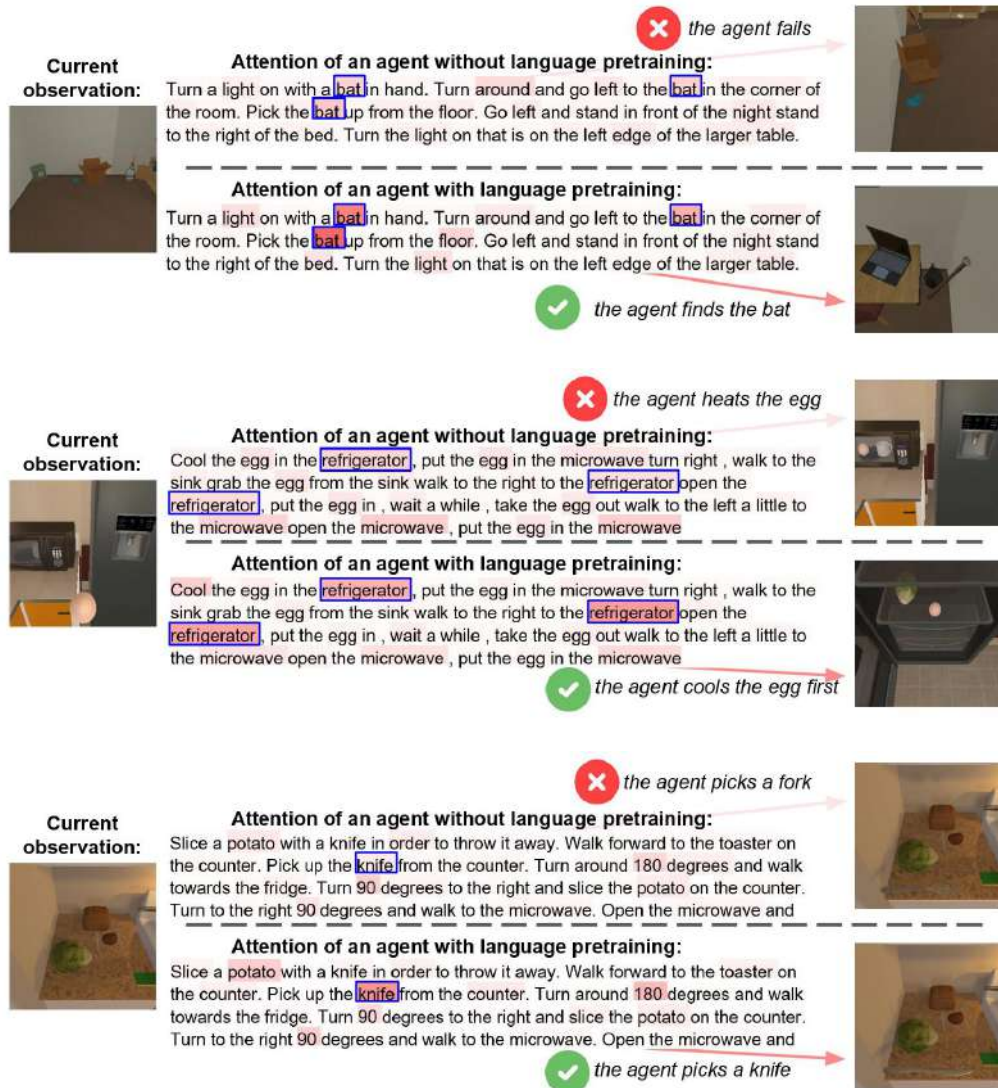 the agent fails
Current observation:
Attention of an agent without language pretraining:
Turn a light on with a bat in hand. Turn around and go left to the bat in the corner of
the room. Pick the bat up from the floor. Go left and stand in front of the night stand
to the right of the bed. Turn the light on that is on the left edge of the larger table.
Attention of an agent with language pretraining:
Turn a light on with a bat in hand. Turn around and go left to the bat in the corner of
the room. Pick the bat up from the floor. Go left and stand in front of the night stand
to the right of the bed. Turn the light on that is on the left edge of the larger table.
the agent finds the bat
the agent heats the egg
Current observation:
Attention of an agent without language pretraining:
Cool the egg in the refrigerator, put the egg in the microwave turn right , walk to the
sink grab the egg from the sink walk to the right to the refrigerator open the
refrigerator, put the egg in , wait a while , take the egg out walk to the left a little to
the microwave open the microwave , put the egg in the microwave
Attention of an agent with language pretraining:
Cool the egg in the refrigerator, put the egg in the microwave turn right , walk to the
sink grab the egg from the sink walk to the right to the refrigerator open the
refrigerator, put the egg in , wait a while , take the egg out walk to the left a little to
the microwave open the microwave , put the egg in the microwave
the agent cools the egg first
the agent picks a fork
Current observation:
Attention of an agent without language pretraining:
Slice a potato with a knife in order to throw it away. Walk forward to the toaster on
the counter. Pick up the knife from the counter. Turn around 180 degrees and walk
towards the fridge. Turn 90 degrees to the right and slice the potato on the counter.
Turn to the right 90 degrees and walk to the microwave. Open the microwave and
Attention of an agent with language pretraining:
Slice a potato with a knife in order to throw it away. Walk forward to the toaster on
the counter. Pick up the knife from the counter. Turn around 180 degrees and walk
towards the fridge. Turn 90 degrees to the right and slice the potato on the counter.
Turn to the right 90 degrees and walk to the microwave. Open the microwave and
the agent picks a knife